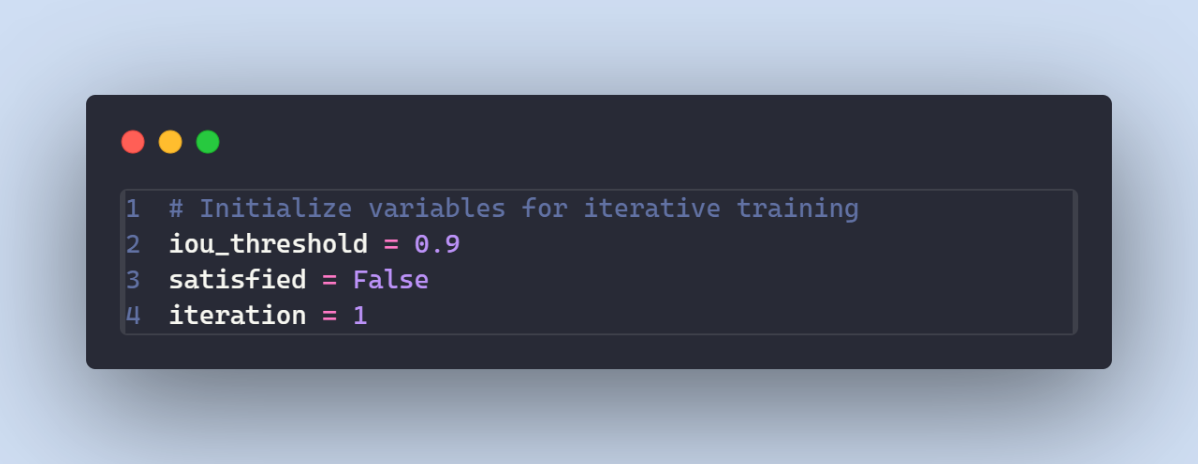 1 # Initialize variables for iterative training
2 iou_threshold = 0.9
3 satisfied = False
4 iteration = 1